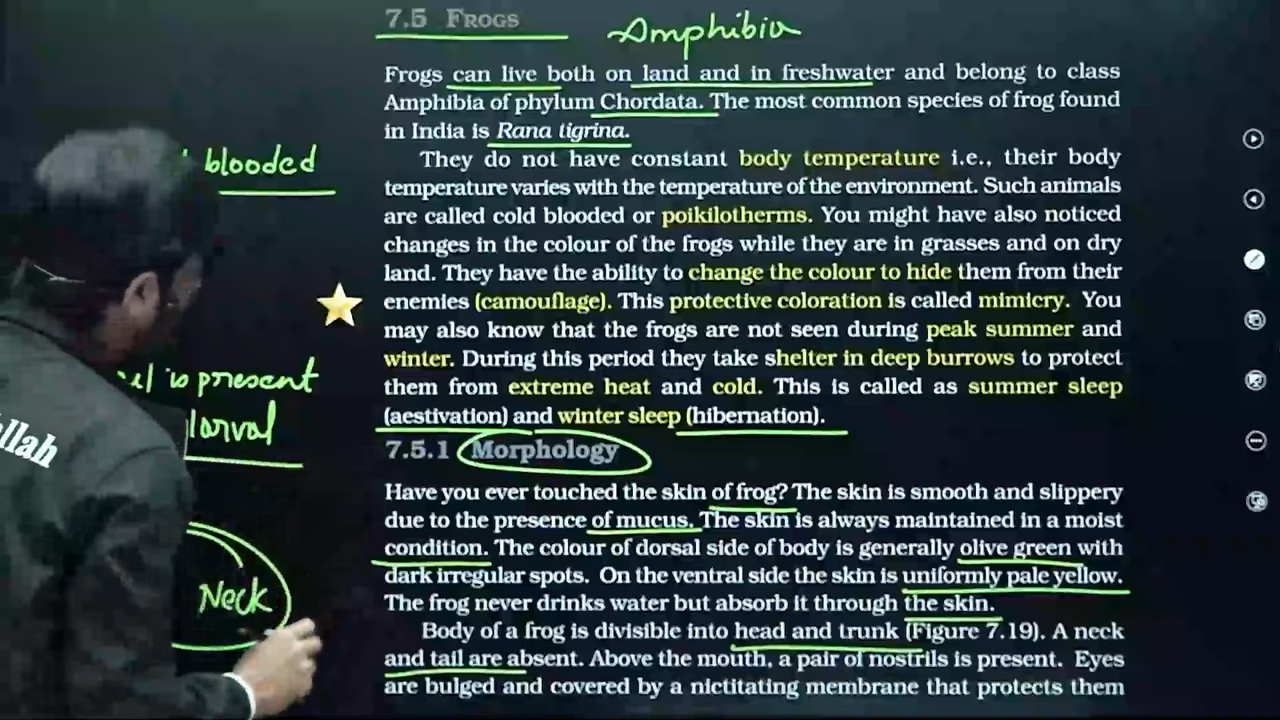 7.5 FROGS
Amphibia
Frogs can live both on land and in freshwater and belong to class
Amphibia of phylum Chordata. The most common species of frog found
in India is Rana tigrina.
They do not have constant body temperature i.e., their body
temperature varies with the temperature of the environment. Such animals
are called cold blooded or poikilotherms. You might have also noticed
changes in the colour of the frogs while they are in grasses and on dry
land. They have the ability to change the colour to hide them from their
enemies (camouflage). This protective coloration is called mimicry. You
may also know that the frogs are not seen during peak summer and
winter. During this period they take shelter in deep burrows to protect
them from extreme heat and cold. This is called as summer sleep
(aestivation) and winter sleep (hibernation).
7.5.1 Morphology
Have you ever touched the skin of frog? The skin is smooth and slippery
due to the presence of mucus. The skin is always maintained in a moist
condition. The colour of dorsal side of body is generally olive green with
dark irregular spots. On the ventral side the skin is uniformly pale yellow.
The frog never drinks water but absorb it through the skin.
Body of a frog is divisible into head and trunk (Figure 7.19). A neck
and tail are absent. Above the mouth, a pair of nostrils is present. Eyes
are bulged and covered by a nictitating membrane that protects them
blooded
is present
larval
Neck